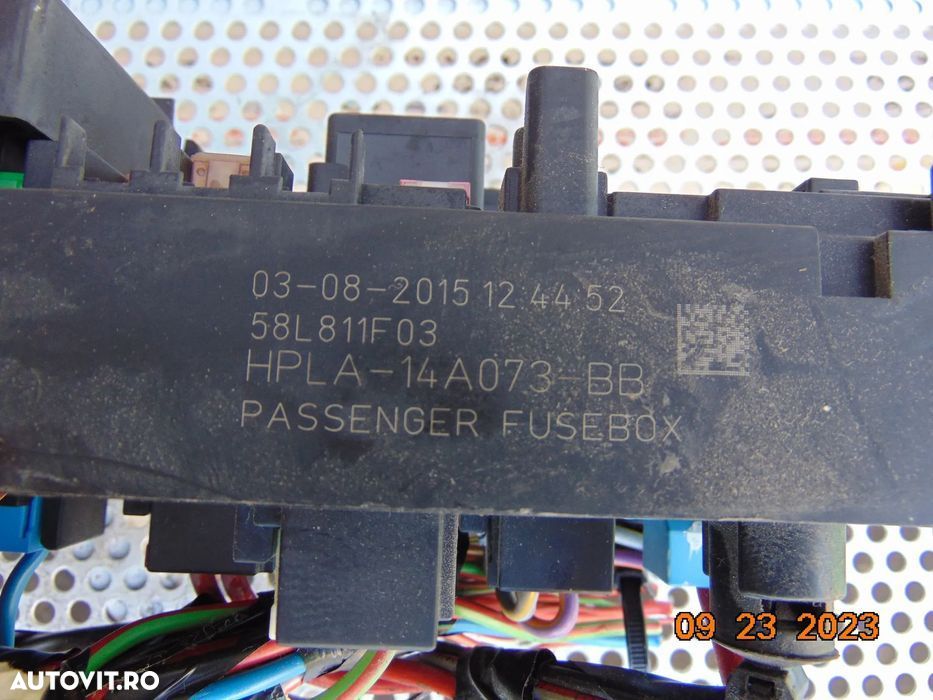 03-08-2015 12 44 52
58L811F03
HPLA-14A073-BB
PASSENGER FUSEBOX
09 23 2023
AUTOVIT.RO